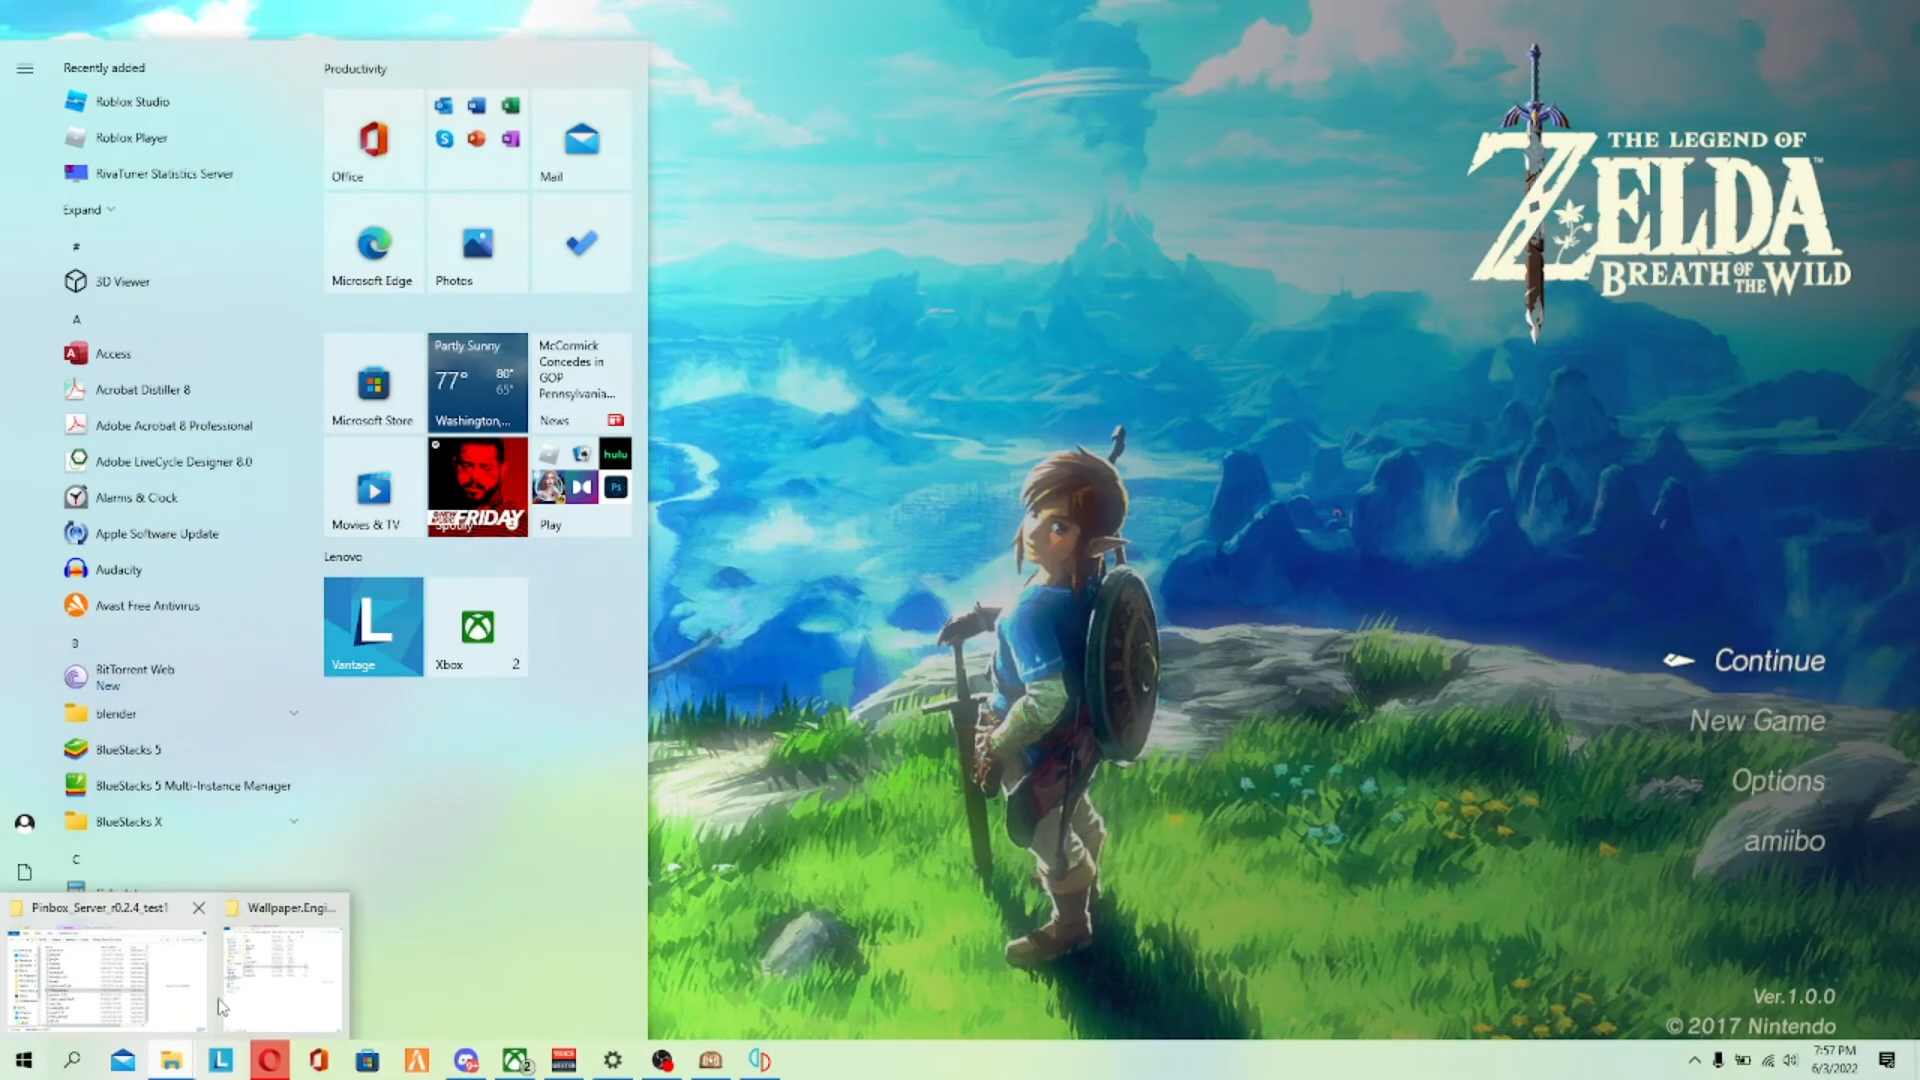 Recently added
Roblox Studio
Roblox Player
RivaTuner Statistics Server
Expand
#
3D Viewer
A
Access
Acrobat Distiller 8
Adobe Acrobat 8 Professional
Adobe LiveCycle Designer 8.0
Alarms & Clock
Apple Software Update
Audacity
Avast Free Antivirus
B
BitTorrent Web
New
blender
BlueStacks 5
BlueStacks 5 Multi-Instance Manager
BlueStacks X
C
Productivity
Office
Mail
Microsoft Edge
Photos
Microsoft Store
Partly Sunny
77° 80°
65°
Washington,...
McCormick
Concedes in
GOP
Pennsylvania...
News
Movies & TV
FRIDAY
Spotify
hulu
Ps
Play
Lenovo
L
Vantage
Xbox 2
Pinbox_Server_r0.2.4_test1
Wallpaper.Engi...
THE LEGEND OF
ZELDA
™
BREATH OF THE WILD
Continue
New Game
Options
amiibo
Ver.1.0.0
© 2017 Nintendo
7:57 PM
6/3/2022